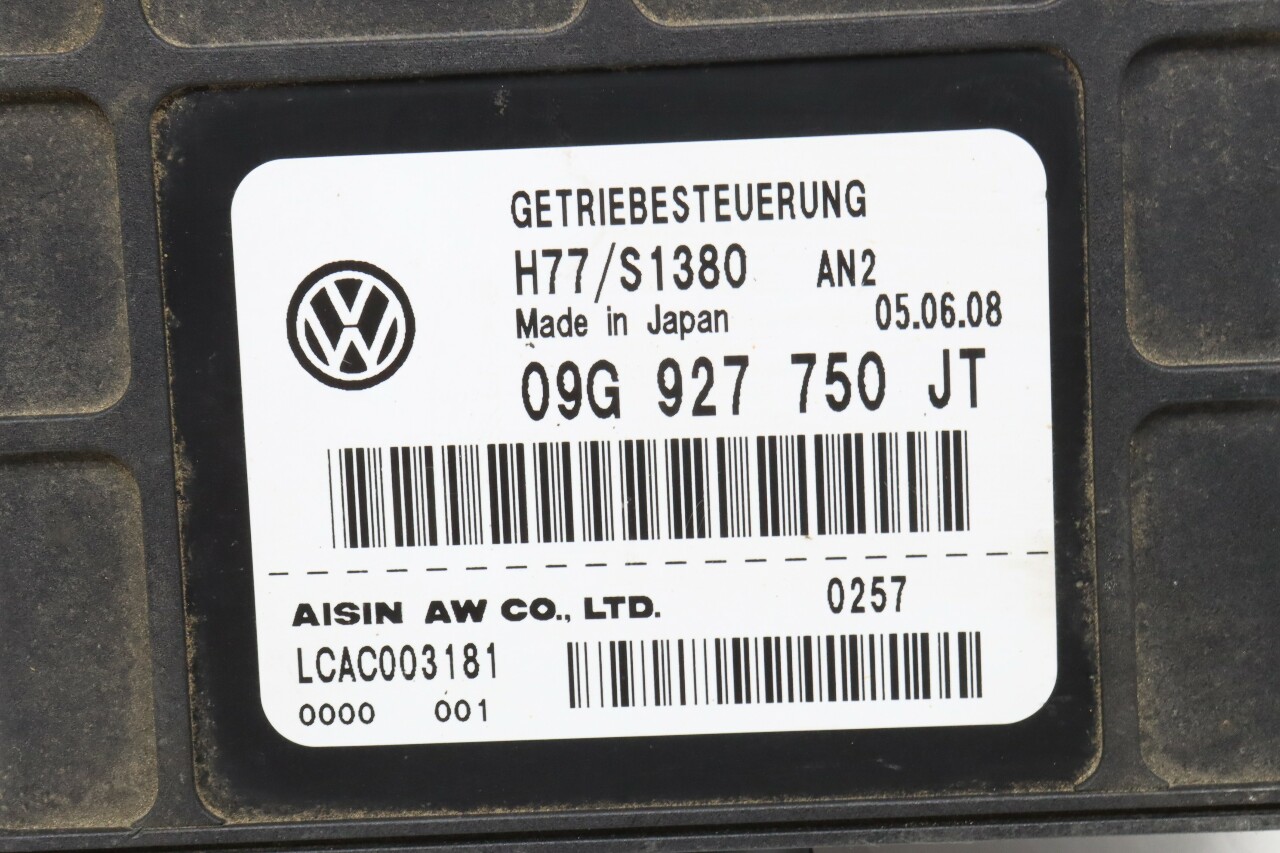 GETRIEBESTEUERUNG
H77/S1380 AN2
Made in Japan 05.06.08
09G 927 750 JT
AISIN AW CO., LTD. 0257
LCAC003181
0000 001